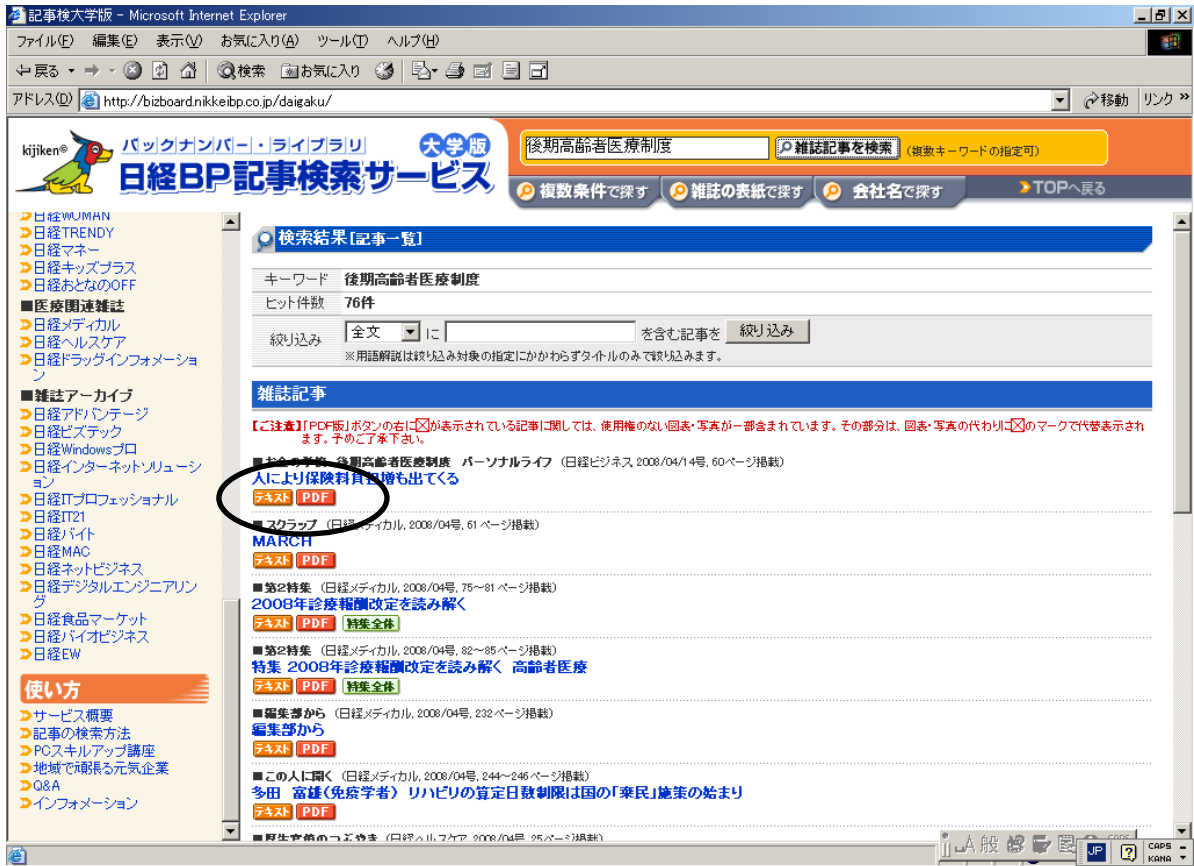 記事検大学版 - Microsoft Internet Explorer
ファイル(F) 編集(E) 表示(V) お気に入り(A) ツール(T) ヘルプ(H)
戻る 検索 お気に入り
アドレス(D) http://bizboard.nikkeibp.co.jp/daigaku/ 移動 リンク »
kijiken® バックナンバー・ライブラリ 大学版
日経BP記事検索サービス
後期高齢者医療制度 雑誌記事を検索 (複数キーワードの指定可)
複数条件で探す 雑誌の表紙で探す 会社名で探す TOPへ戻る
日経WOMAN
日経TRENDY
日経マネー
日経キッズプラス
日経おとなのOFF
■医療関連雑誌
日経メディカル
日経ヘルスケア
日経ドラッグインフォメーショ
ン
■雑誌アーカイブ
日経アドバンテージ
日経ビズテック
日経Windowsプロ
日経インターネットソリューシ
ョン
日経ITプロフェッショナル
日経IT21
日経バイト
日経MAC
日経ネットビジネス
日経デジタルエンジニアリン
グ
日経食品マーケット
日経バイオビジネス
日経EW
使い方
サービス概要
記事の検索方法
PCスキルアップ講座
地域で頑張る元気企業
Q&A
インフォメーション
検索結果[記事一覧]
キーワード 後期高齢者医療制度
ヒット件数 76件
絞り込み 全文 に を含む記事を 絞り込み
※用語解説は絞り込み対象の指定にかかわらずタイトルのみで絞り込みます。
雑誌記事
【ご注意】「PDF版」ボタンの右に☒が表示されている記事に関しては、使用権のない図表・写真が一部含まれています。その部分は、図表・写真の代わりに☒のマークで代替表示され
ます。予めご了承下さい。
■お金の学校 後期高齢者医療制度 パーソナルライフ (日経ビジネス, 2008/04/14号, 60ページ掲載)
人により保険料負担増も出てくる
テキスト PDF
■スクラップ (日経メディカル, 2008/04号, 61ページ掲載)
MARCH
テキスト PDF
■第2特集 (日経メディカル, 2008/04号, 75～81ページ掲載)
2008年診療報酬改定を読み解く
テキスト PDF 特集全体
■第2特集 (日経メディカル, 2008/04号, 82～85ページ掲載)
特集 2008年診療報酬改定を読み解く 高齢者医療
テキスト PDF 特集全体
■編集部から (日経メディカル, 2008/04号, 232ページ掲載)
編集部から
テキスト PDF
■この人に聞く (日経メディカル, 2008/04号, 244～246ページ掲載)
多田 富雄(免疫学者) リハビリの算定日数制限は国の「棄民」施策の始まり
テキスト PDF
■厚生官僚のつぶやき (日経ヘルスケア, 2008/04号, 25ページ掲載)
A 般
JP CAPS
KANA